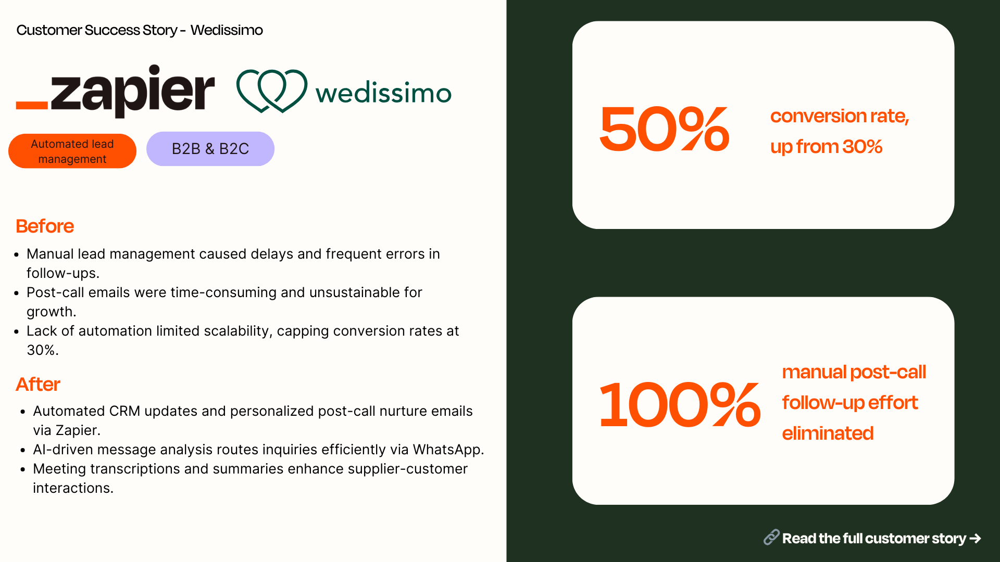 Customer Success Story - Wedissimo
_zapier
wedissimo
Automated lead
management
B2B & B2C
Before
• Manual lead management caused delays and frequent errors in
follow-ups.
• Post-call emails were time-consuming and unsustainable for
growth.
• Lack of automation limited scalability, capping conversion rates at
30%.
After
• Automated CRM updates and personalized post-call nurture emails
via Zapier.
• AI-driven message analysis routes inquiries efficiently via WhatsApp.
• Meeting transcriptions and summaries enhance supplier-customer
interactions.
50%
conversion rate,
up from 30%
100%
manual post-call
follow-up effort
eliminated
🔗 Read the full customer story →